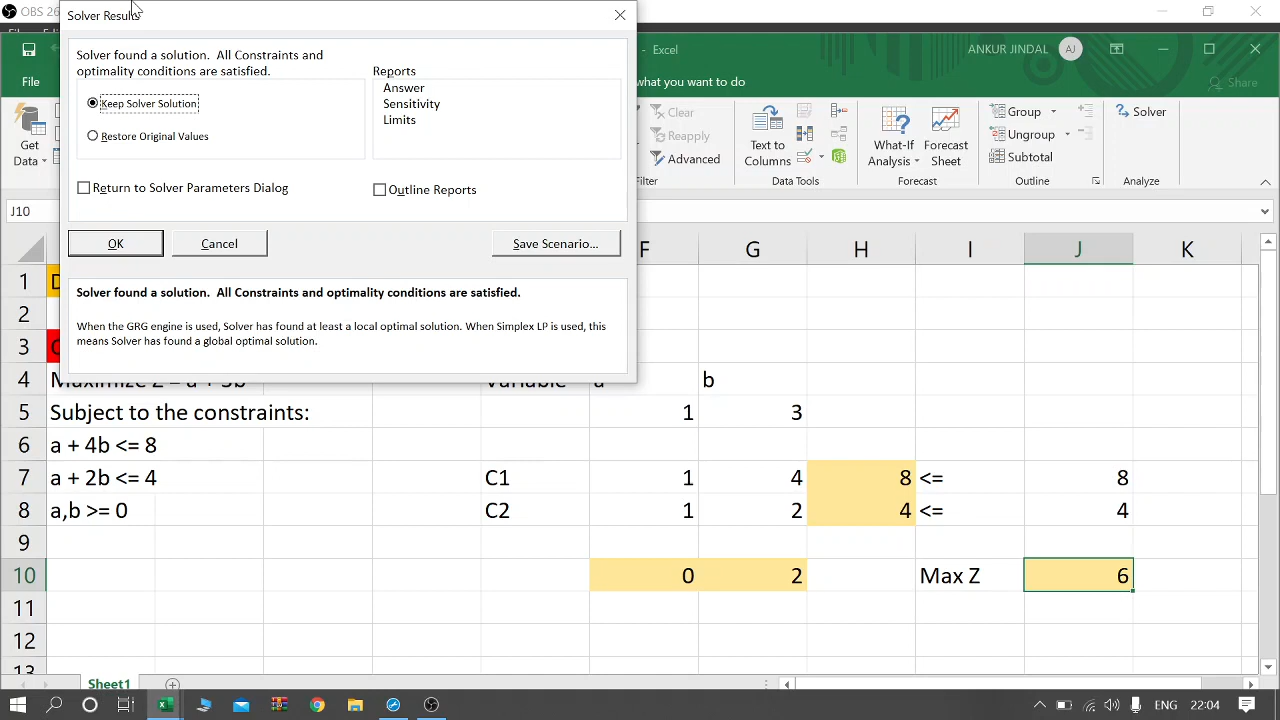 OBS 26
Solver Results
Excel
ANKUR JINDAL
AJ
File
what you want to do
Share
Solver found a solution. All Constraints and
optimality conditions are satisfied.
Keep Solver Solution
Restore Original Values
Reports
Answer
Sensitivity
Limits
Return to Solver Parameters Dialog
Outline Reports
OK
Cancel
Save Scenario...
Solver found a solution. All Constraints and optimality conditions are satisfied.
When the GRG engine is used, Solver has found at least a local optimal solution. When Simplex LP is used, this
means Solver has found a global optimal solution.
Get
Data
Clear
Reapply
Advanced
Text to
Columns
Data Tools
What-If
Analysis
Forecast
Sheet
Forecast
Group
Ungroup
Subtotal
Outline
Solver
Analyze
J10
F G H I J K
1 D
2
3
4 Maximize Z = a + 3b Variable a b
5 Subject to the constraints: 1 3
6 a + 4b <= 8
7 a + 2b <= 4 C1 1 4 8 <= 8
8 a,b >= 0 C2 1 2 4 <= 4
9
10 0 2 Max Z 6
11
12
13
Sheet1
ENG 22:04